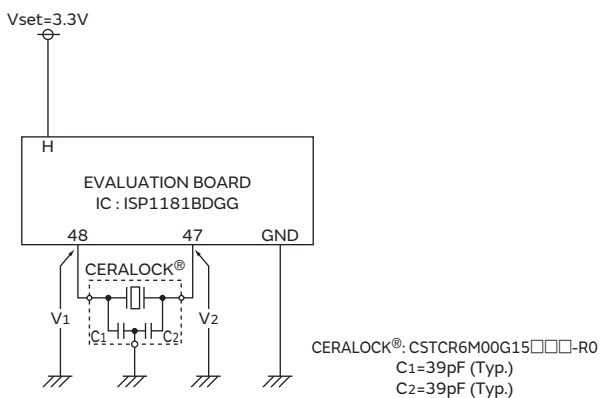 Vset=3.3V
H
EVALUATION BOARD
IC : ISP1181BDGG
48 47 GND
CERALOCK®
V1 V2
C1 C2
CERALOCK®: CSTCR6M00G15□□□-R0
C1=39pF (Typ.)
C2=39pF (Typ.)